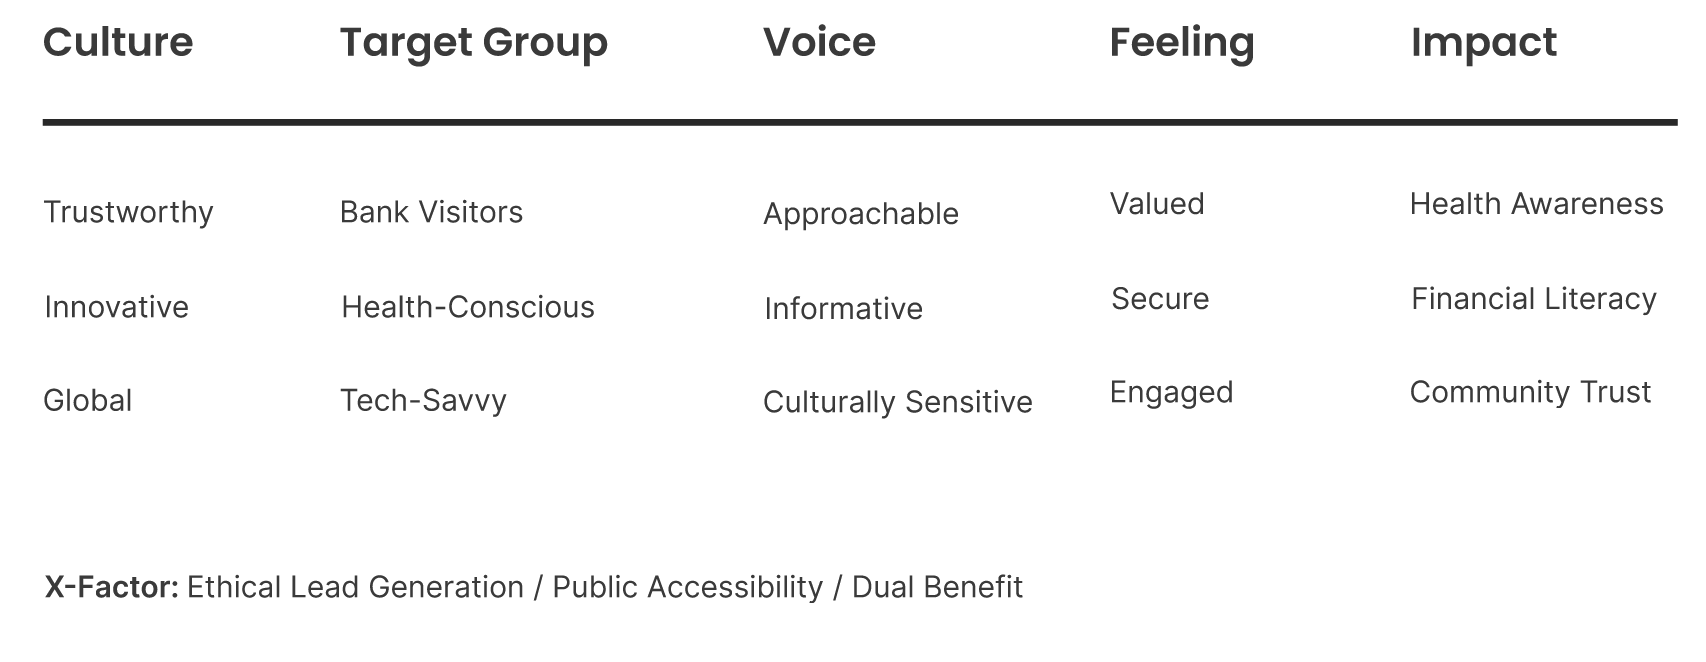 Culture Target Group Voice Feeling Impact
Trustworthy Bank Visitors Approachable Valued Health Awareness
Innovative Health-Conscious Informative Secure Financial Literacy
Global Tech-Savvy Culturally Sensitive Engaged Community Trust
X-Factor: Ethical Lead Generation / Public Accessibility / Dual Benefit